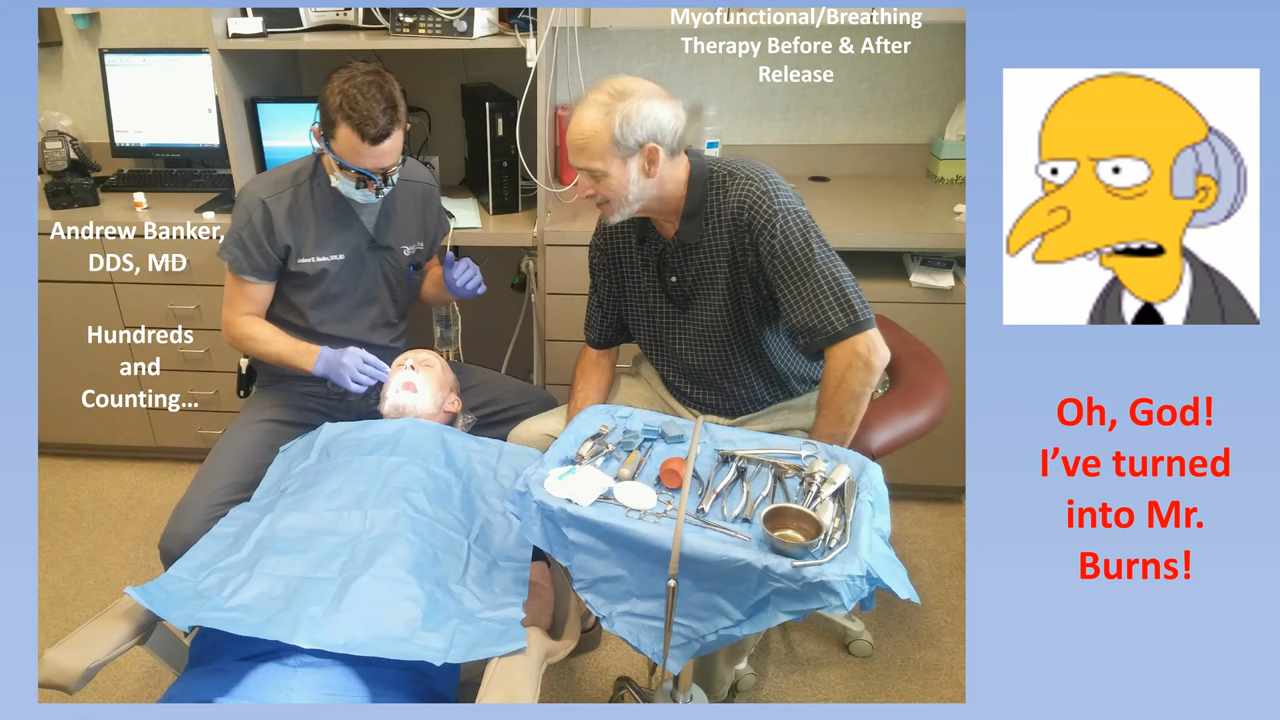 Myofunctional/Breathing
Therapy Before & After
Release
Andrew Banker,
DDS, MD
Hundreds
and
Counting...
Oh, God!
I've turned
into Mr.
Burns!